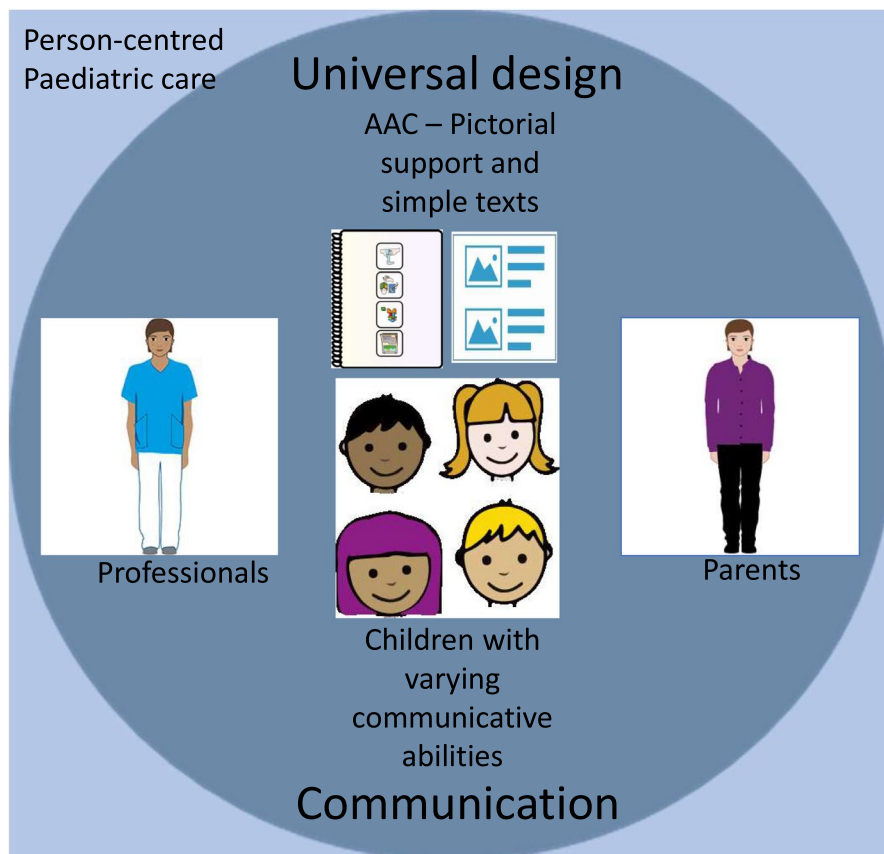 Person-centred
Paediatric care
Universal design
AAC – Pictorial
support and
simple texts
Professionals
Parents
Children with
varying
communicative
abilities
Communication